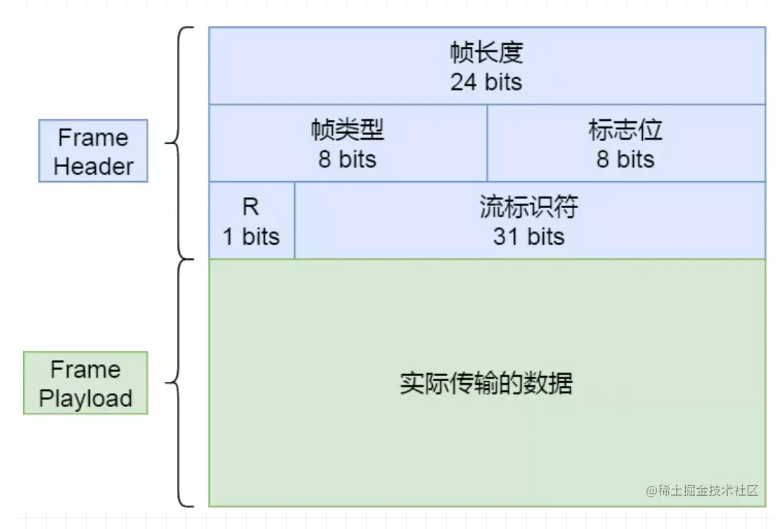 帧长度
24 bits
帧类型
8 bits
标志位
8 bits
Frame
Header
R
1 bits
流标识符
31 bits
Frame
Playload
实际传输的数据
@稀土掘金技术社区